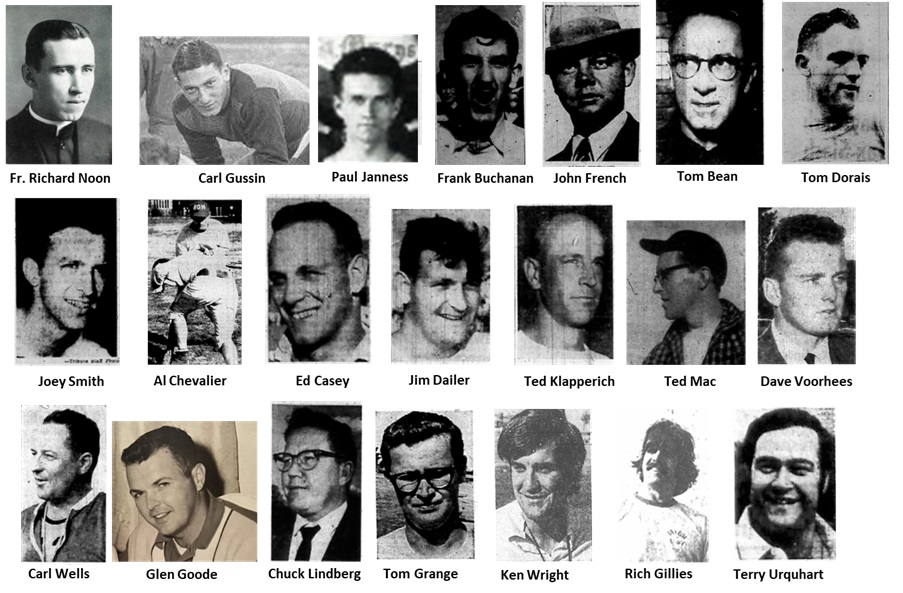 Fr. Richard Noon
Carl Gussin
Paul Janness
Frank Buchanan
John French
Tom Bean
Tom Dorais
Joey Smith
Al Chevalier
Ed Casey
Jim Dailer
Ted Klapperich
Ted Mac
Dave Voorhees
Carl Wells
Glen Goode
Chuck Lindberg
Tom Grange
Ken Wright
Rich Gillies
Terry Urquhart